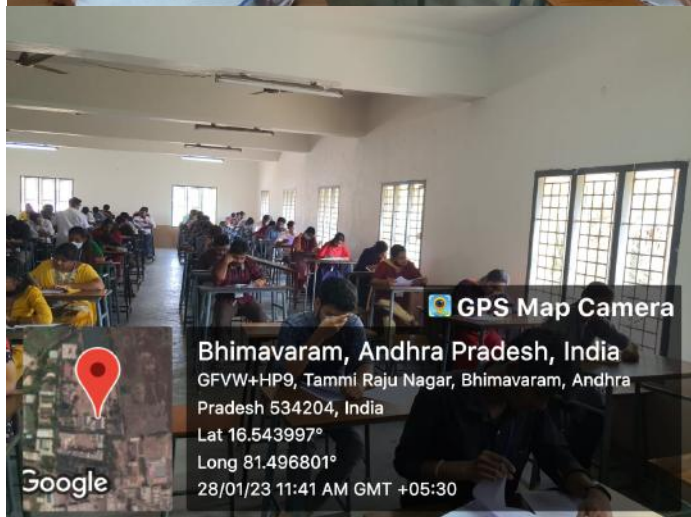 GPS Map Camera
Bhimavaram, Andhra Pradesh, India
GFVW+HP9, Tammi Raju Nagar, Bhimavaram, Andhra
Pradesh 534204, India
Lat 16.543997°
Long 81.496801°
28/01/23 11:41 AM GMT +05:30
Google